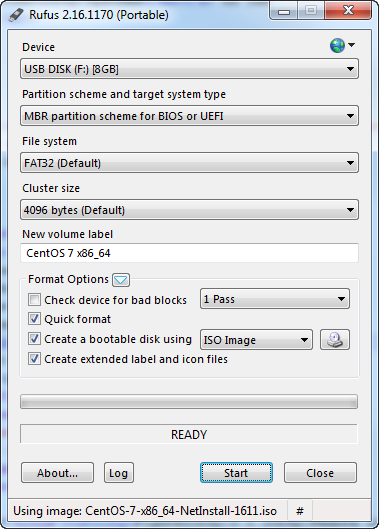 Rufus 2.16.1170 (Portable)
Device
USB DISK (F:) [8GB]
Partition scheme and target system type
MBR partition scheme for BIOS or UEFI
File system
FAT32 (Default)
Cluster size
4096 bytes (Default)
New volume label
CentOS 7 x86_64
Format Options
Check device for bad blocks 1 Pass
Quick format
Create a bootable disk using ISO Image
Create extended label and icon files
READY
About... Log Start Close
Using image: CentOS-7-x86_64-NetInstall-1611.iso #